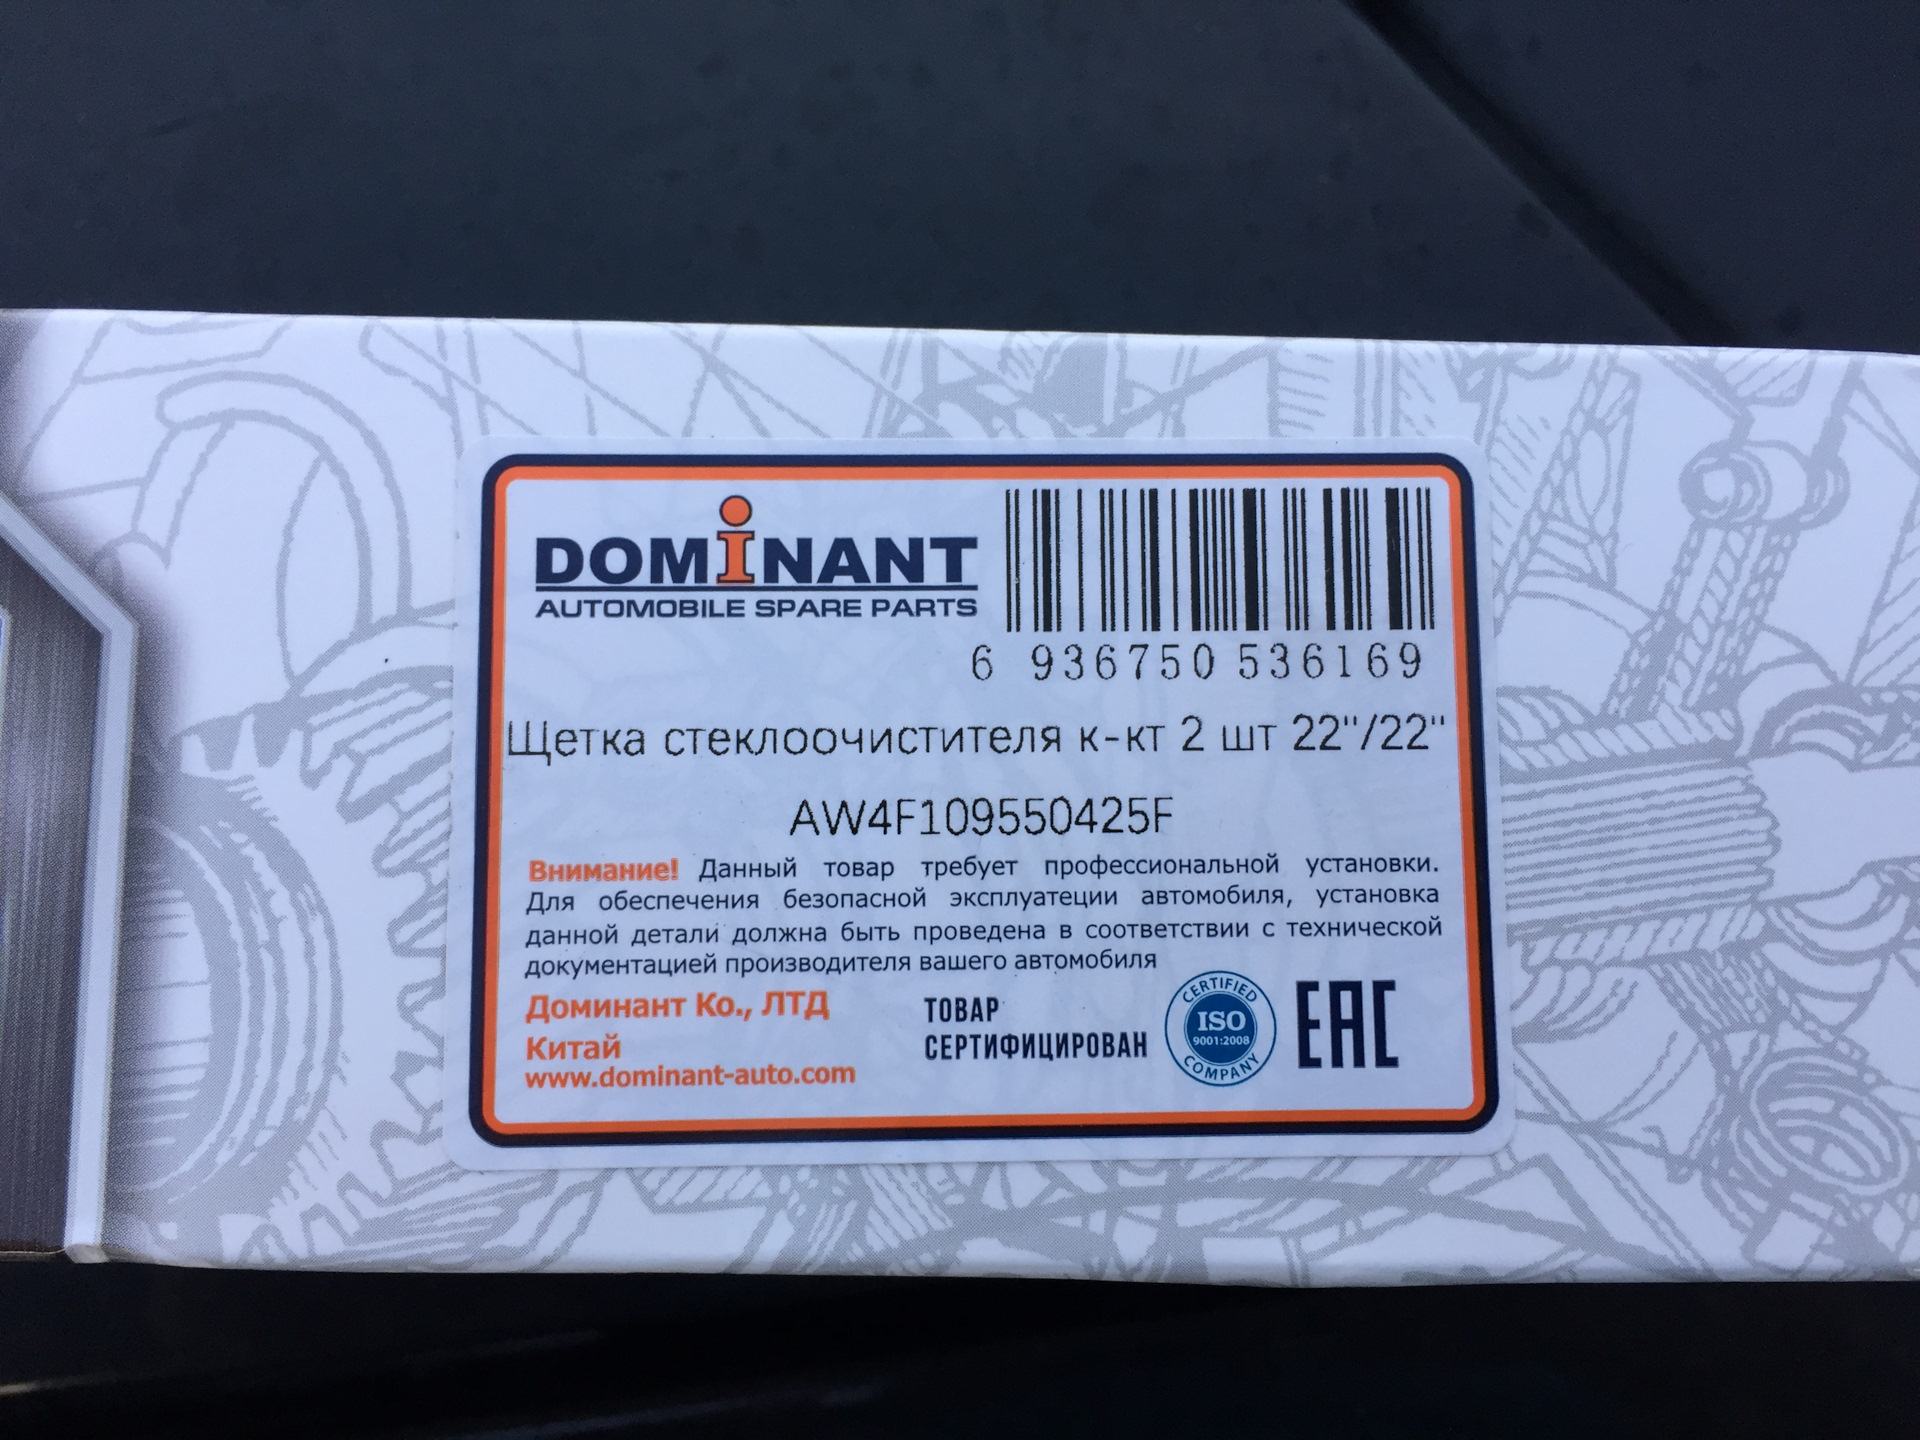 DOMiNANT
AUTOMOBILE SPARE PARTS
6 936750 536169
Щетка стеклоочистителя к-кт 2 шт 22"/22"
AW4F109550425F
Внимание! Данный товар требует профессиональной установки.
Для обеспечения безопасной эксплуатеции автомобиля, установка
данной детали должна быть проведена в соответствии с технической
документацией производителя вашего автомобиля
Доминант Ко., ЛТД
Китай
www.dominant-auto.com
ТОВАР
СЕРТИФИЦИРОВАН
CERTIFIED
ISO
9001:2008
COMPANY
EAC